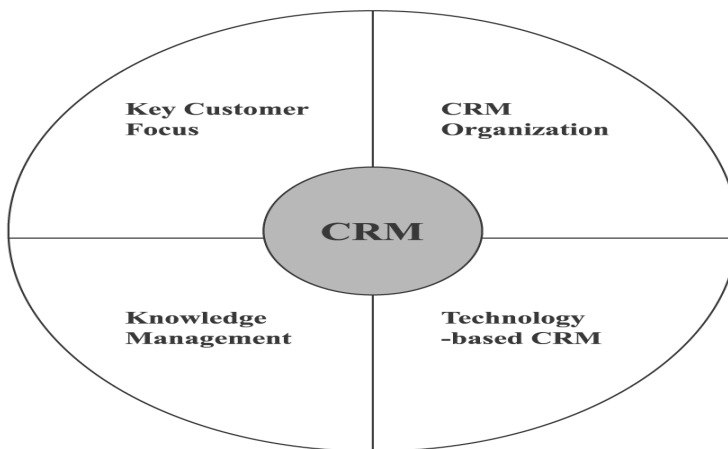 Key Customer
Focus
CRM
Organization
CRM
Knowledge
Management
Technology
-based CRM